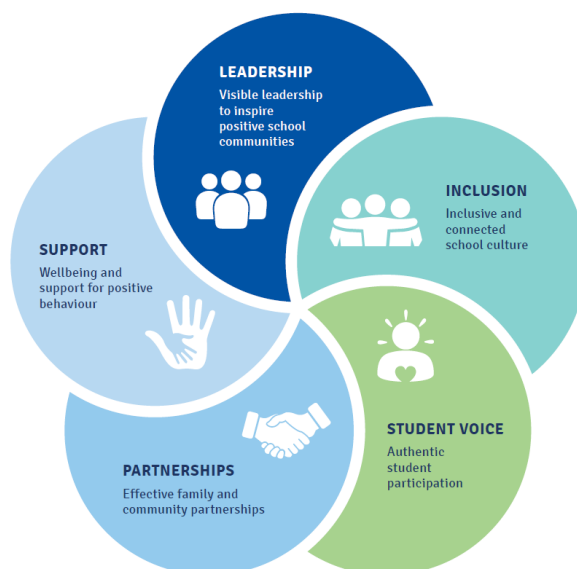 LEADERSHIP
Visible leadership
to inspire
positive school
communities
INCLUSION
Inclusive and
connected
school culture
STUDENT VOICE
Authentic
student
participation
PARTNERSHIPS
Effective family and
community partnerships
SUPPORT
Wellbeing and
support for positive
behaviour